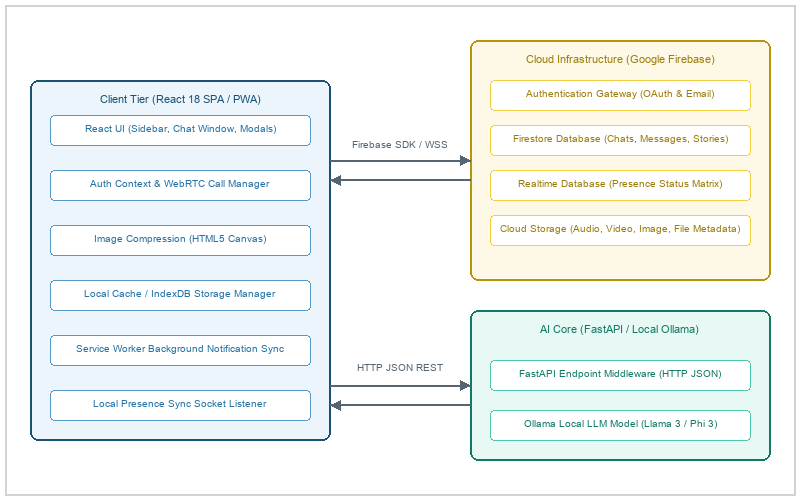 Client Tier (React 18 SPA / PWA)
React UI (Sidebar, Chat Window, Modals)
Auth Context & WebRTC Call Manager
Image Compression (HTML5 Canvas)
Local Cache / IndexDB Storage Manager
Service Worker Background Notification Sync
Local Presence Sync Socket Listener
Firebase SDK / WSS
HTTP JSON REST
Cloud Infrastructure (Google Firebase)
Authentication Gateway (OAuth & Email)
Firestore Database (Chats, Messages, Stories)
Realtime Database (Presence Status Matrix)
Cloud Storage (Audio, Video, Image, File Metadata)
AI Core (FastAPI / Local Ollama)
FastAPI Endpoint Middleware (HTTP JSON)
Ollama Local LLM Model (Llama 3 / Phi 3)